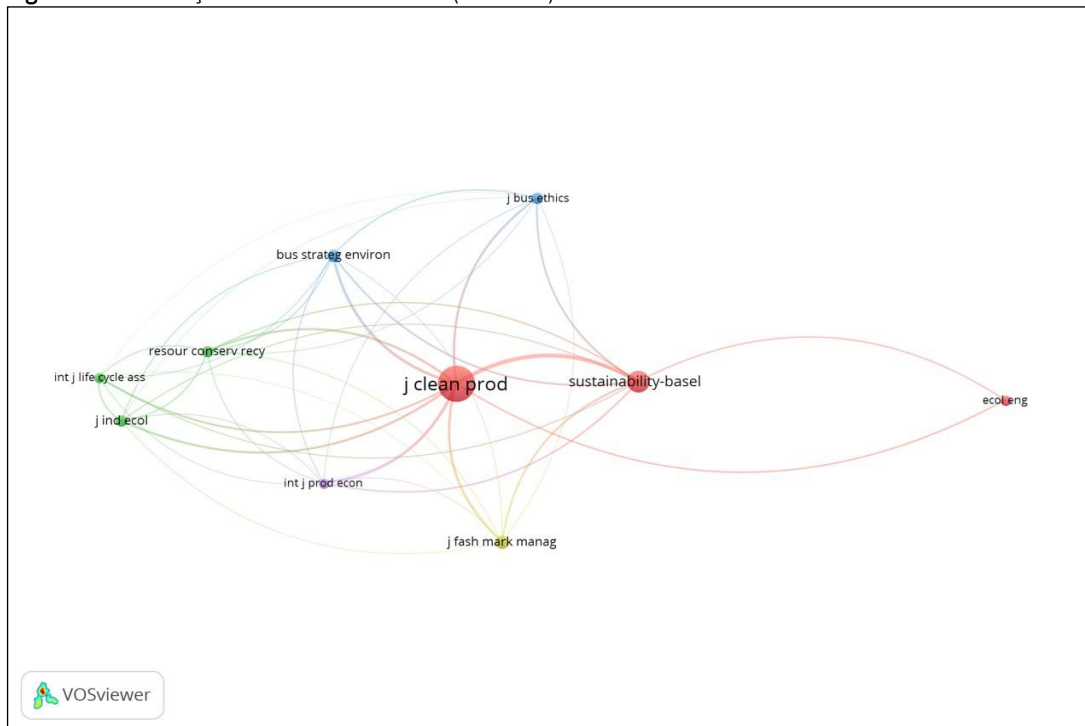 j bus ethics
bus strateg environ
resour conserv recy
int j life cycle ass
j clean prod
sustainability-basel
ecol eng
j ind ecol
int j prod econ
j fash mark manag
VOSviewer